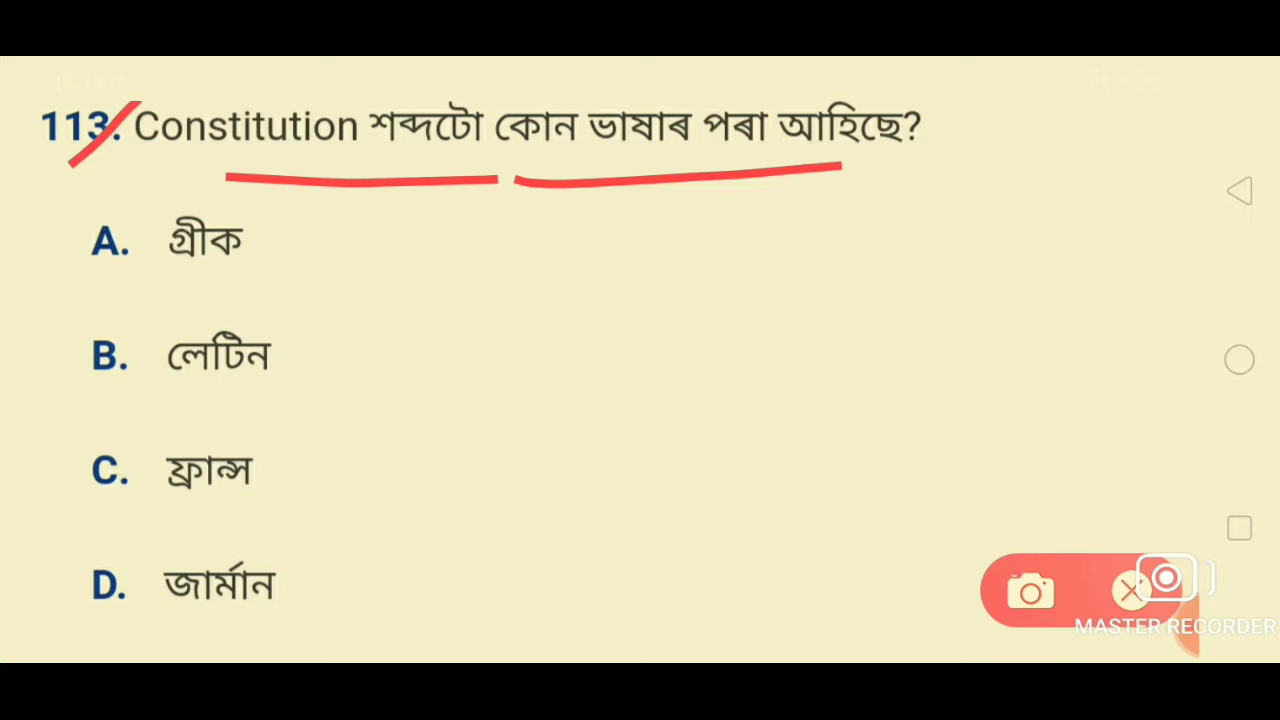 113. Constitution শব্দটো কোন ভাষাৰ পৰা আহিছে?
A. গ্ৰীক
B. লেটিন
C. ফ্ৰান্স
D. জাৰ্মান
MASTER RECORDER